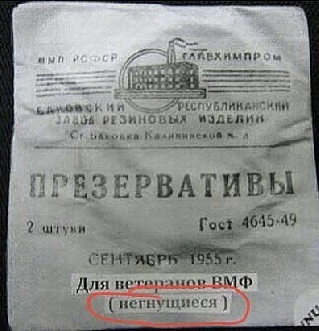 ММП РСФСР ГЛАВХИМПРОМ
БАКОВСКИЙ РЕСПУБЛИКАНСКИЙ
ЗАВОД РЕЗИНОВЫХ ИЗДЕЛИЙ
Ст. Баковка Калининской ж. д
ПРЕЗЕРВАТИВЫ
2 штуки Гост 4645-49
СЕНТЯБРЬ 1955 г.
Для ветеранов ВМФ
( негнущиеся )